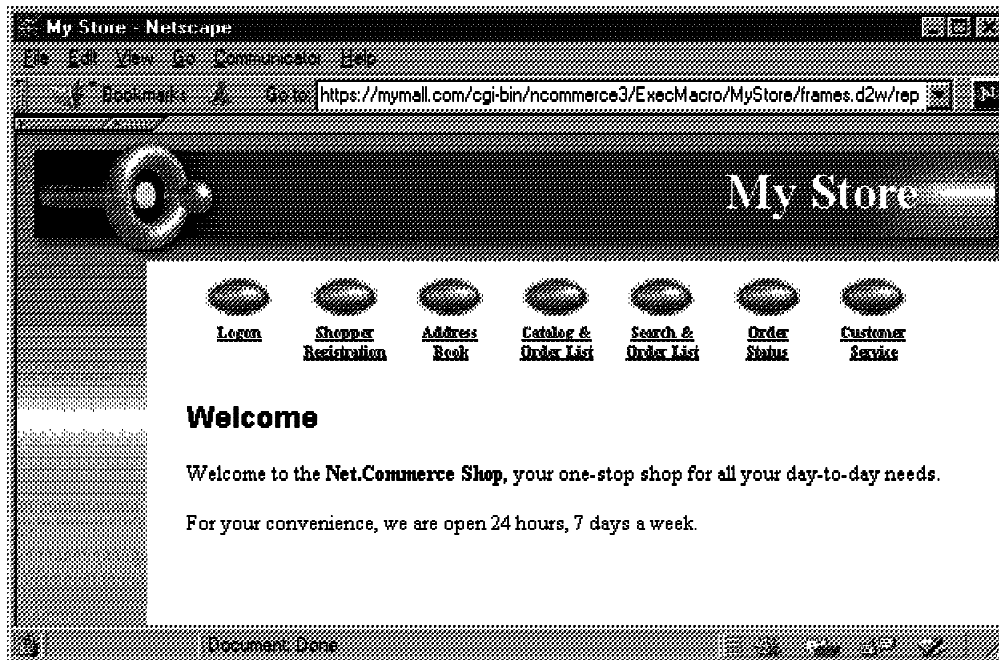 My Store - Netscape
File Edit View Go Communicator Help
Bookmarks Go to https://mymall.com/cgi-bin/ncommerce3/ExecMacro/MyStore/frames.d2w/rep N
My Store
Logon Shopper Registration Address Book Catalog & Order List Search & Order List Order Status Customer Service
Welcome
Welcome to the Net.Commerce Shop, your one-stop shop for all your day-to-day needs.
For your convenience, we are open 24 hours, 7 days a week.
Document: Done